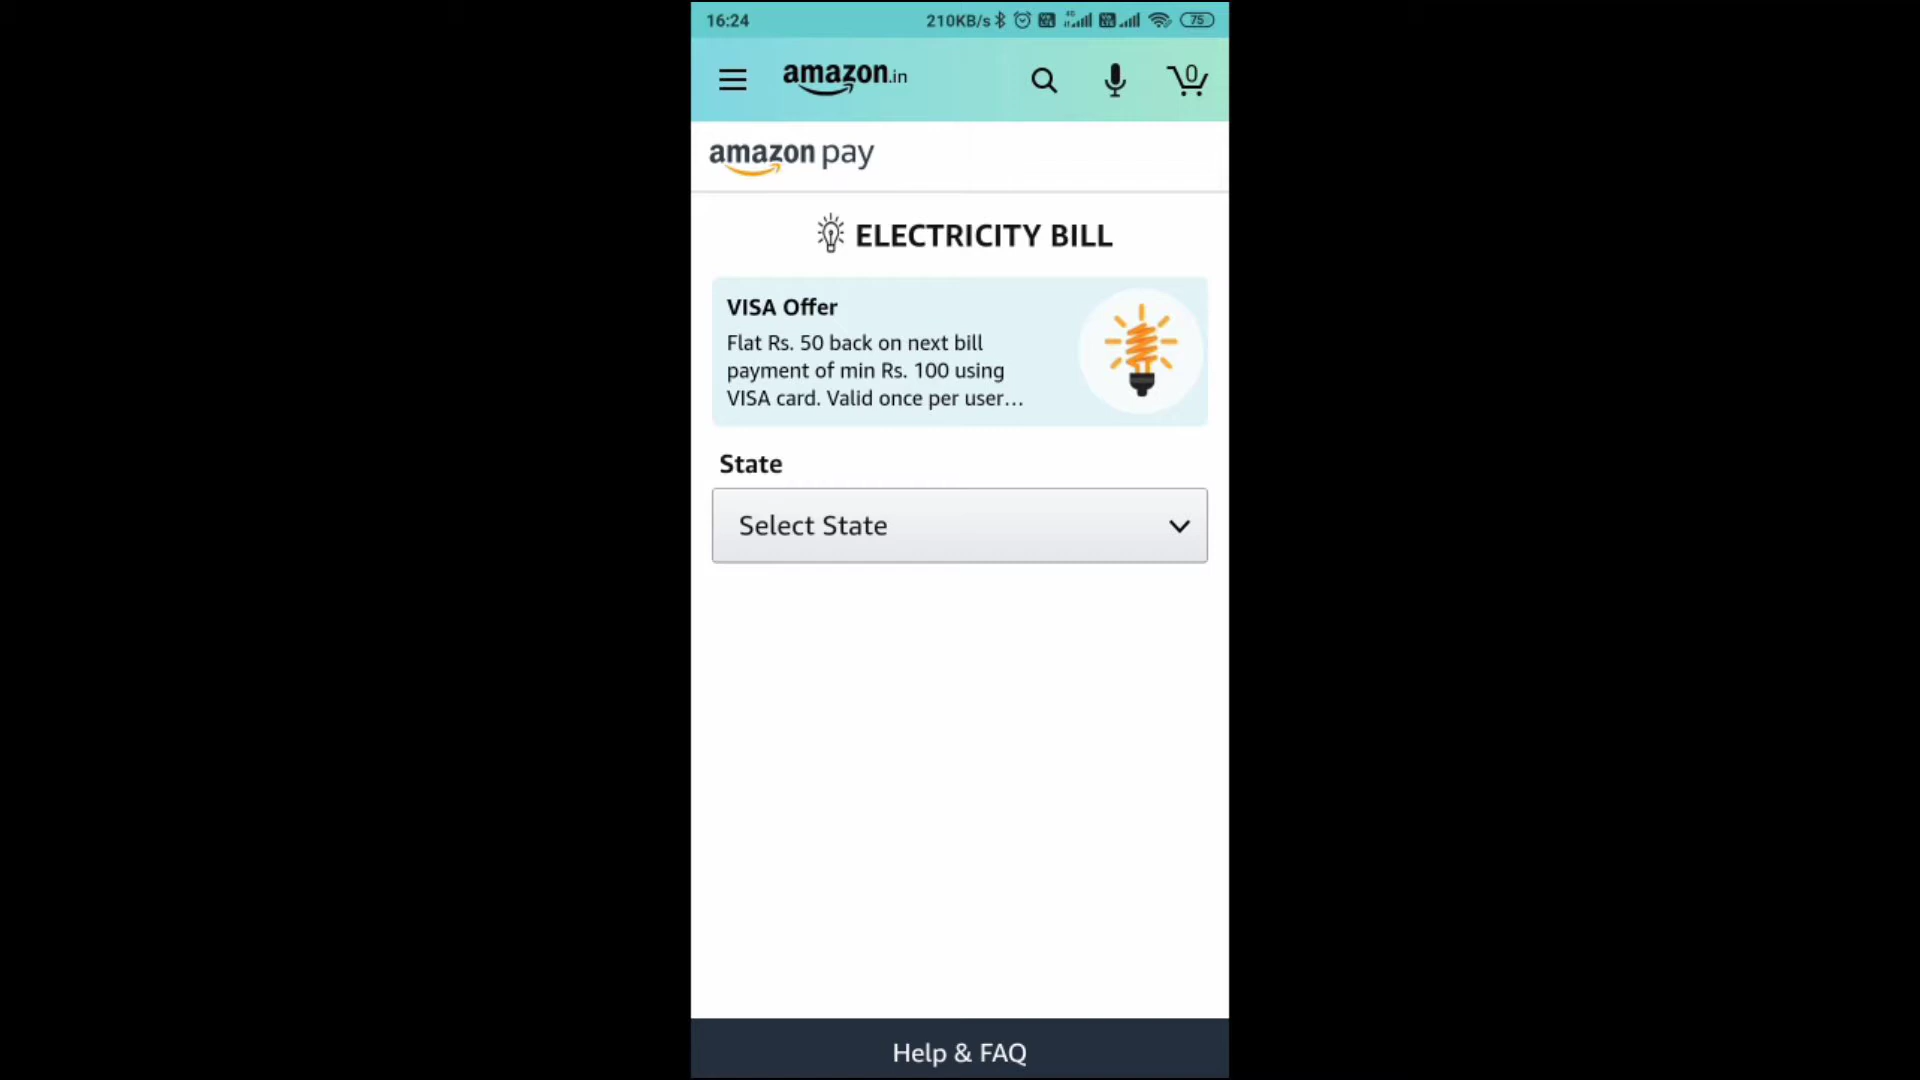 16:24 210KB/s 75
amazon.in 0
amazon pay
ELECTRICITY BILL
VISA Offer
Flat Rs. 50 back on next bill
payment of min Rs. 100 using
VISA card. Valid once per user...
State
Select State
Help & FAQ